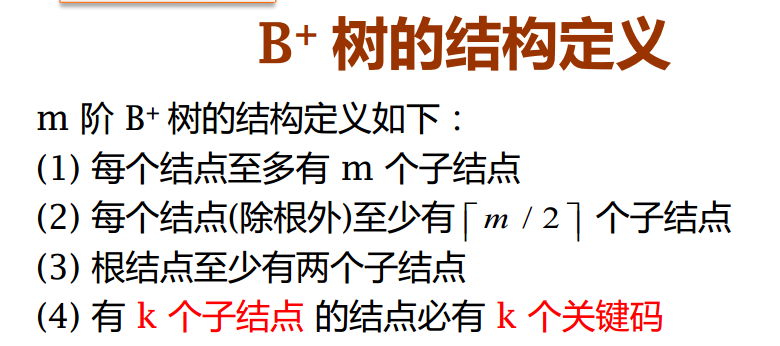 B⁺ 树的结构定义
m 阶 B⁺ 树的结构定义如下：
(1) 每个结点至多有 m 个子结点
(2) 每个结点(除根外)至少有⌈ m / 2 ⌉ 个子结点
(3) 根结点至少有两个子结点
(4) 有 k 个子结点 的结点必有 k 个关键码